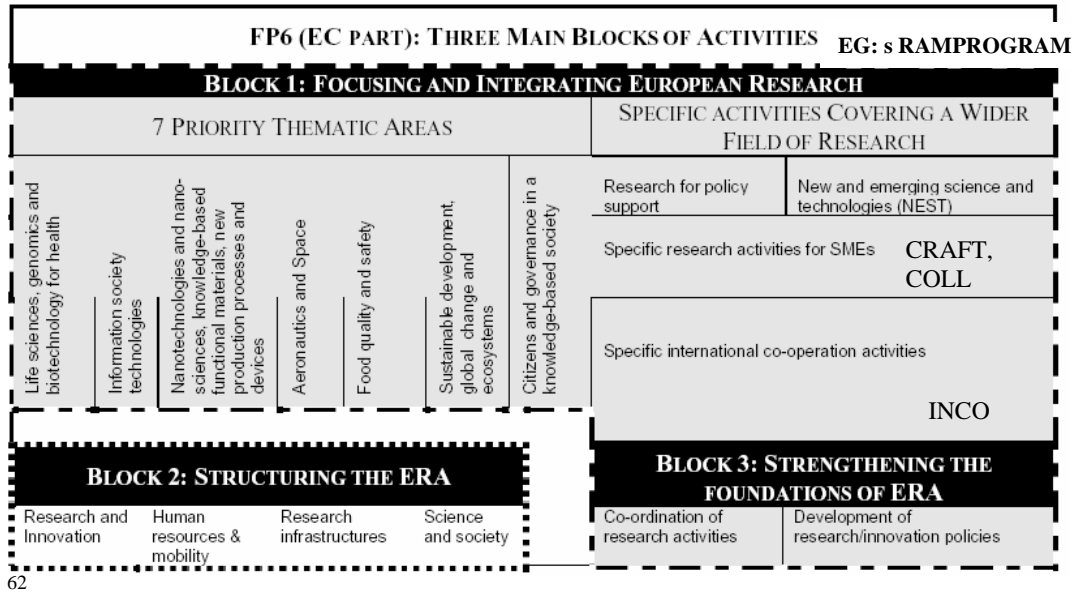 FP6 (EC PART): THREE MAIN BLOCKS OF ACTIVITIES
EG: s RAMPROGRAM
BLOCK 1: FOCUSING AND INTEGRATING EUROPEAN RESEARCH
7 PRIORITY THEMATIC AREAS
SPECIFIC ACTIVITIES COVERING A WIDER
FIELD OF RESEARCH
Life sciences, genomics and
biotechnology for health
Information society
technologies
Nanotechnologies and nano-
sciences, knowledge-based
functional materials, new
production processes and
devices
Aeronautics and Space
Food quality and safety
Sustainable development,
global change and
ecosystems
Citizens and governance in a
knowledge-based society
Research for policy
support
New and emerging science and
technologies (NEST)
Specific research activities for SMEs
CRAFT,
COLL
Specific international co-operation activities
INCO
BLOCK 2: STRUCTURING THE ERA
Research and
Innovation
Human
resources &
mobility
Research
infrastructures
Science
and society
BLOCK 3: STRENGTHENING THE
FOUNDATIONS OF ERA
Co-ordination of
research activities
Development of
research/innovation policies
62